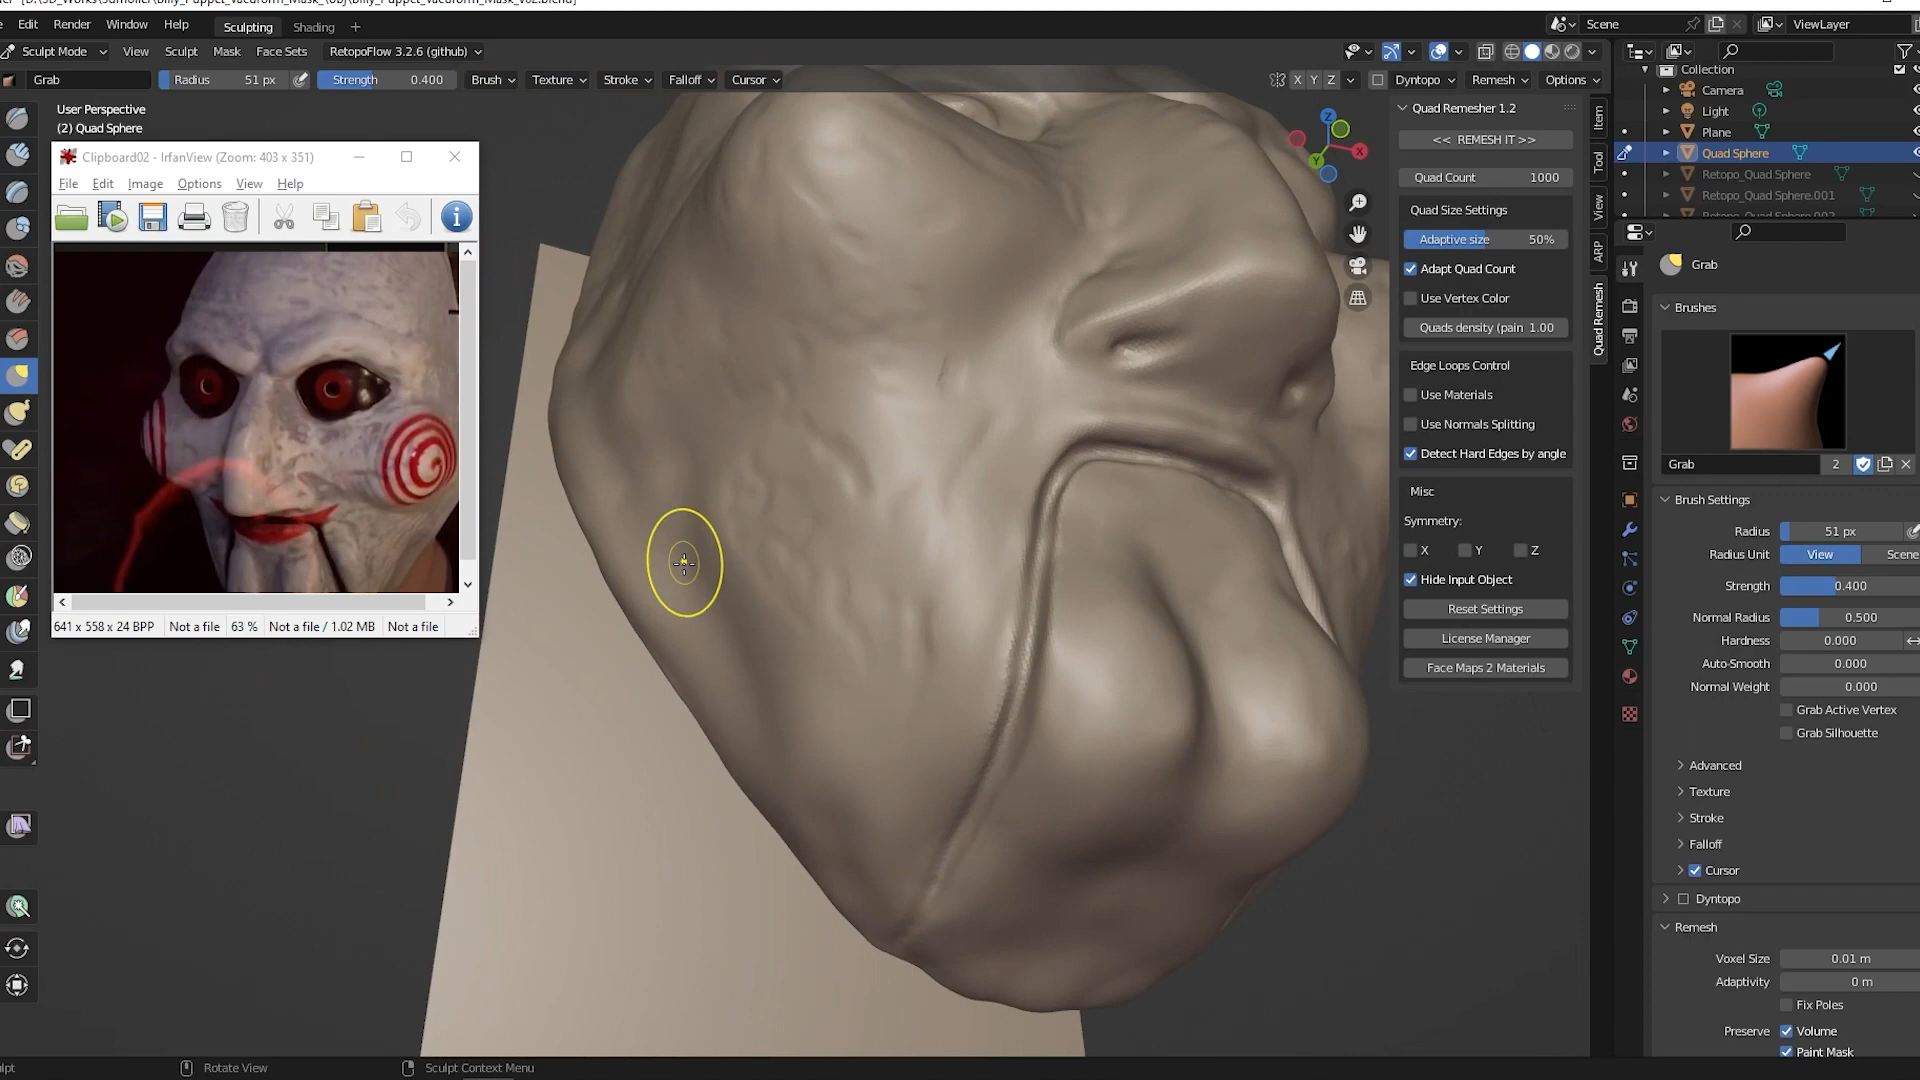 Edit Render Window Help Sculpting Shading + Scene ViewLayer
Sculpt Mode View Sculpt Mask Face Sets RetopoFlow 3.2.6 (github)
Grab Radius 51 px Strength 0.400 Brush Texture Stroke Falloff Cursor X Y Z Dyntopo Remesh Options
User Perspective
(2) Quad Sphere
Clipboard02 - IrfanView (Zoom: 403 x 351)
File Edit Image Options View Help
641 x 558 x 24 BPP Not a file 63 % Not a file / 1.02 MB Not a file
Z
X
Y
Quad Remesher 1.2
<< REMESH IT >>
Quad Count 1000
Quad Size Settings
Adaptive size 50%
Adapt Quad Count
Use Vertex Color
Quads density (pain 1.00
Edge Loops Control
Use Materials
Use Normals Splitting
Detect Hard Edges by angle
Misc
Symmetry:
X Y Z
Hide Input Object
Reset Settings
License Manager
Face Maps 2 Materials
Item
Tool
View
ARP
Quad Remesh
Collection
Camera
Light
Plane
Quad Sphere
Retopo_Quad Sphere
Retopo_Quad Sphere.001
Retopo_Quad Sphere.002
Grab
Brushes
Grab 2
Brush Settings
Radius 51 px
Radius Unit View Scene
Strength 0.400
Normal Radius 0.500
Hardness 0.000
Auto-Smooth 0.000
Normal Weight 0.000
Grab Active Vertex
Grab Silhouette
Advanced
Texture
Stroke
Falloff
Cursor
Dyntopo
Remesh
Voxel Size 0.01 m
Adaptivity 0 m
Fix Poles
Preserve Volume
Paint Mask
lpt Rotate View Sculpt Context Menu